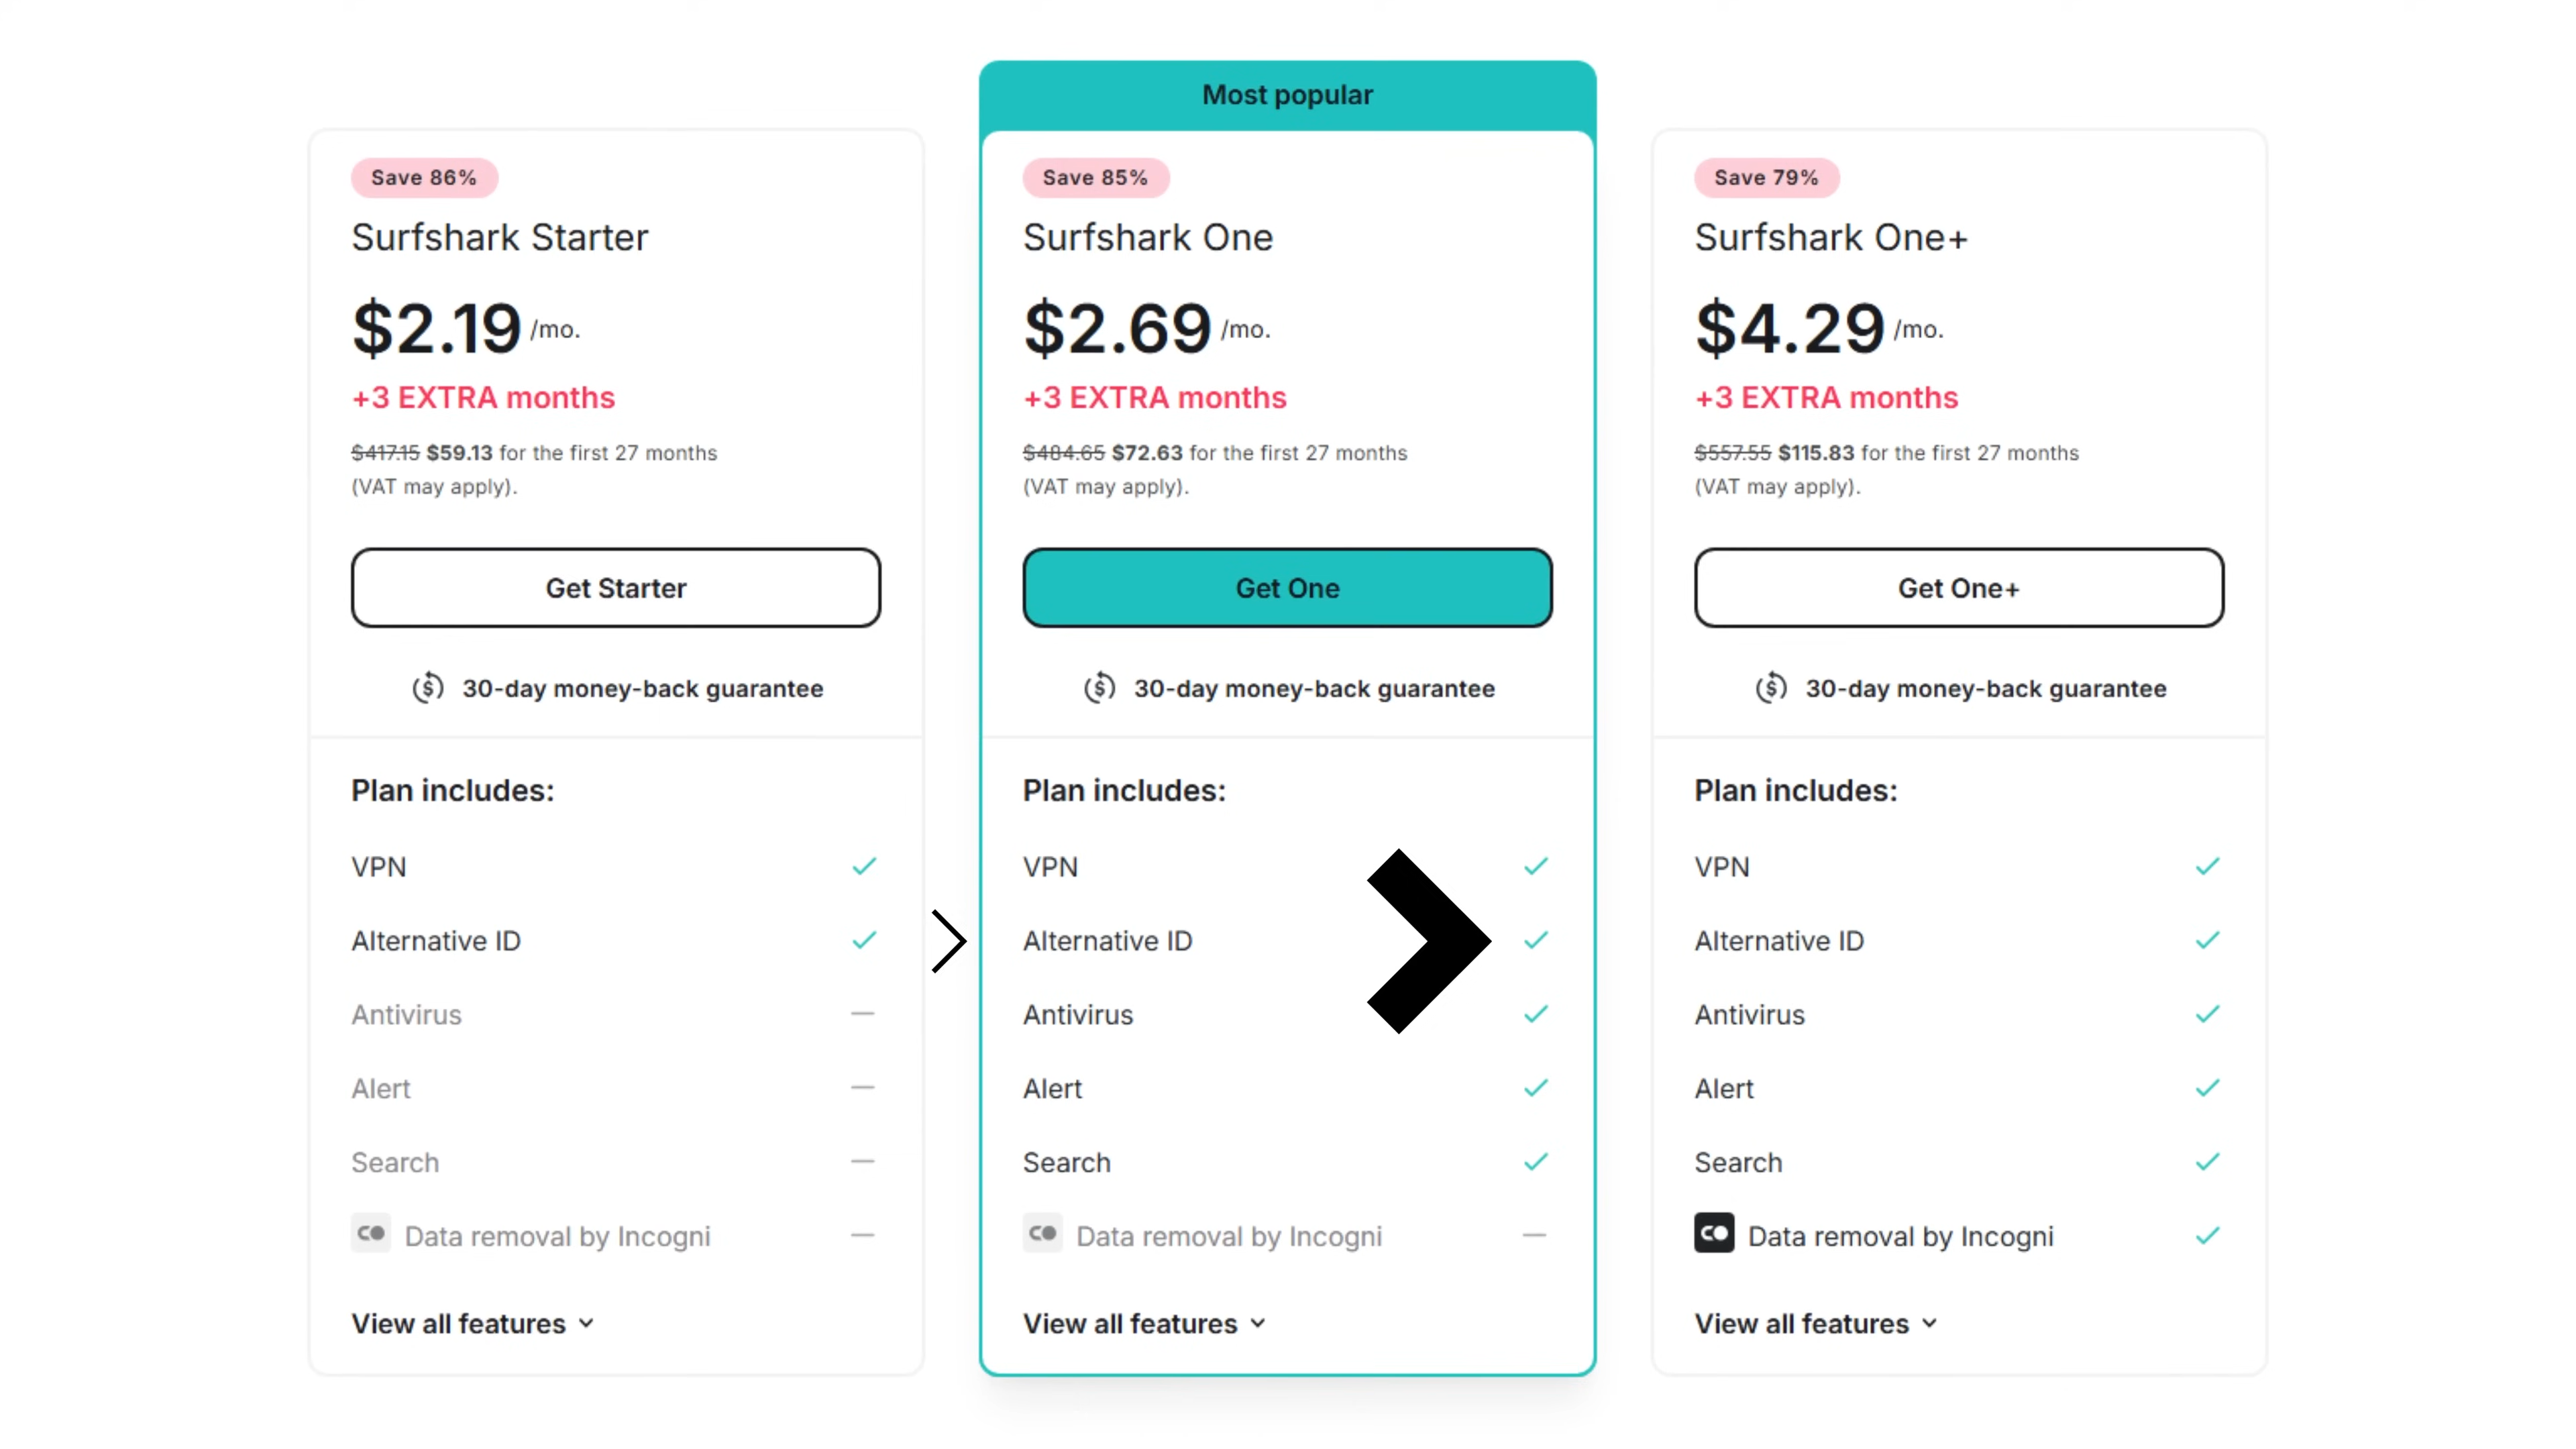 Most popular
Save 86%
Surfshark Starter
$2.19 /mo.
+3 EXTRA months
$417.15 $59.13 for the first 27 months
(VAT may apply).
Get Starter
30-day money-back guarantee
Plan includes:
VPN
Alternative ID
Antivirus
Alert
Search
Data removal by Incogni
View all features
Save 85%
Surfshark One
$2.69 /mo.
+3 EXTRA months
$484.65 $72.63 for the first 27 months
(VAT may apply).
Get One
30-day money-back guarantee
Plan includes:
VPN
Alternative ID
Antivirus
Alert
Search
Data removal by Incogni
View all features
Save 79%
Surfshark One+
$4.29 /mo.
+3 EXTRA months
$557.55 $115.83 for the first 27 months
(VAT may apply).
Get One+
30-day money-back guarantee
Plan includes:
VPN
Alternative ID
Antivirus
Alert
Search
Data removal by Incogni
View all features